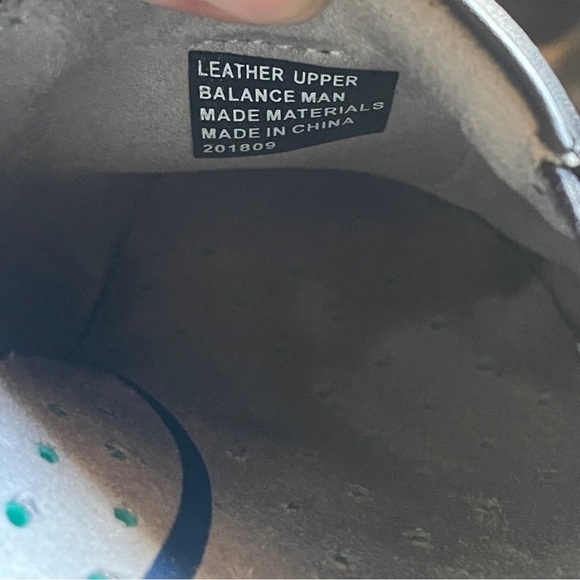 LEATHER UPPER
BALANCE MAN
MADE MATERIALS
MADE IN CHINA
201809